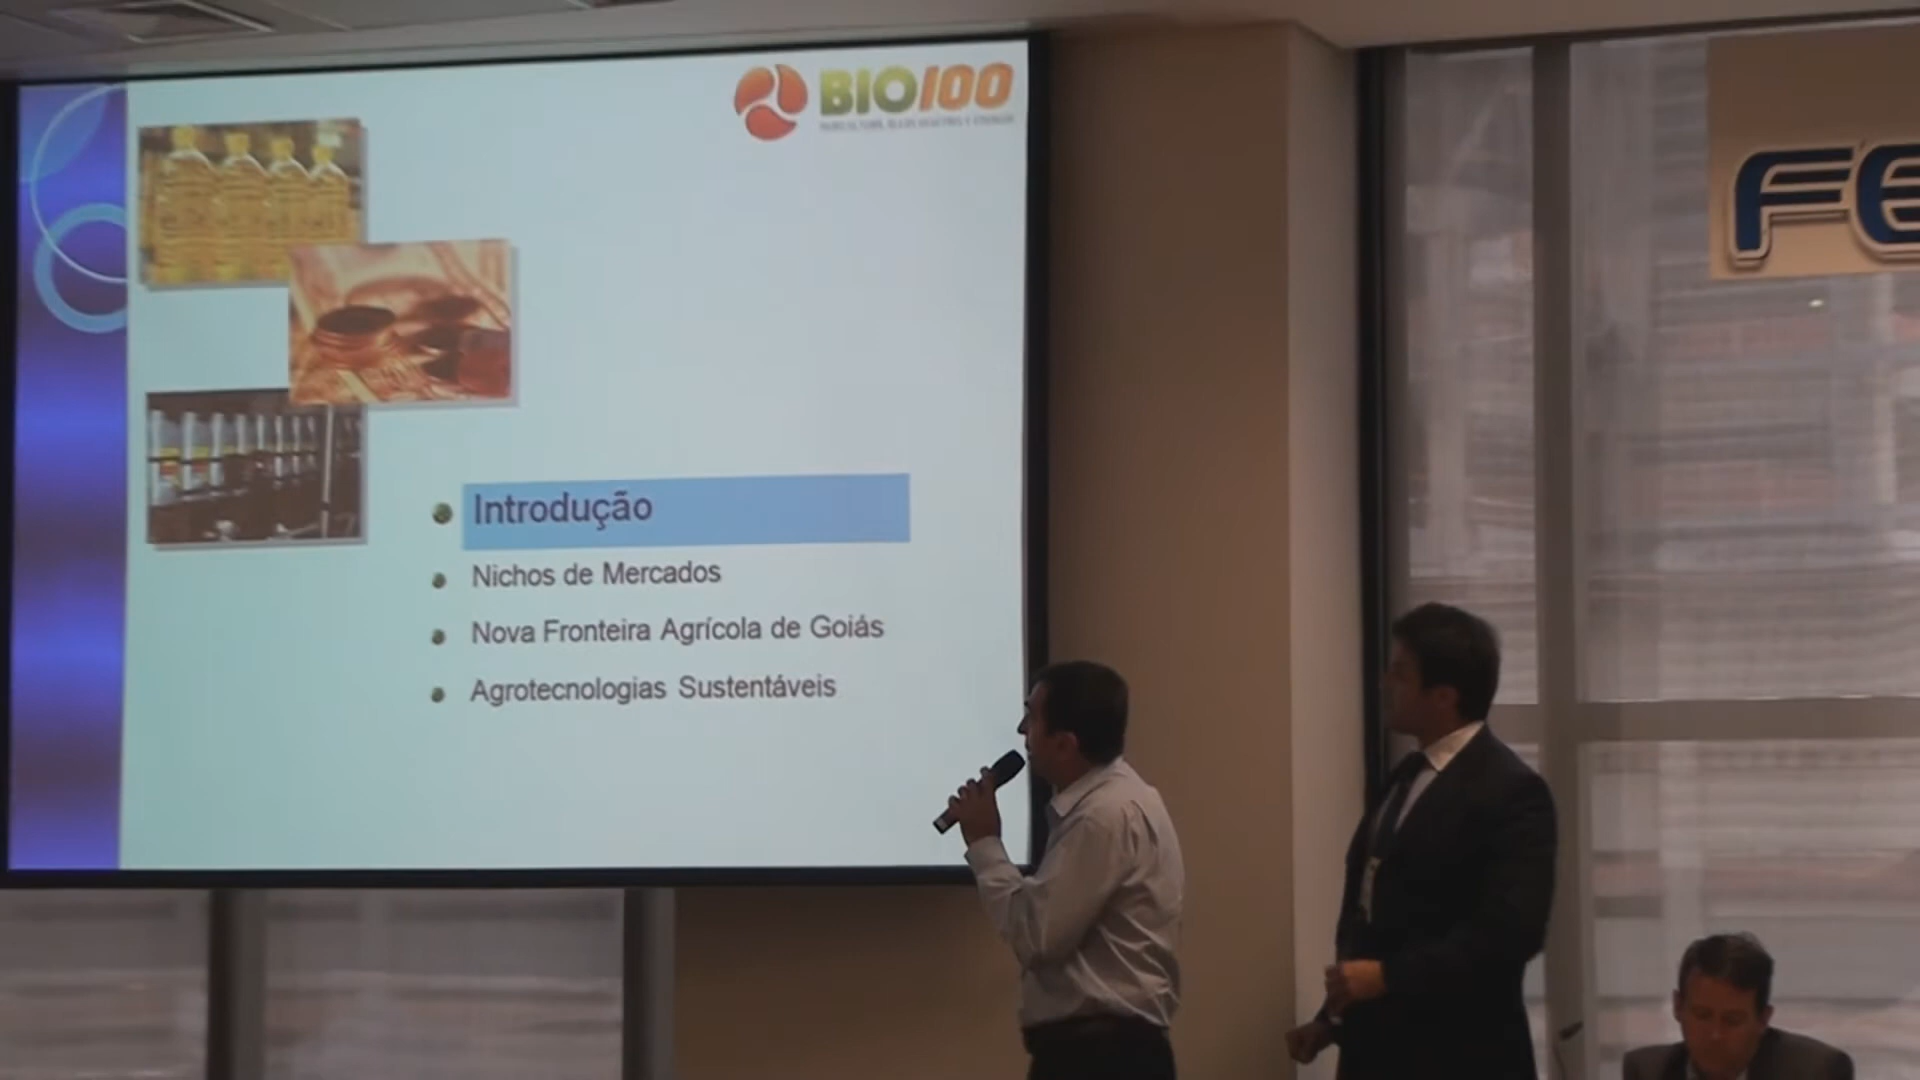 BIO100
FE
Introdução
Nichos de Mercados
Nova Fronteira Agrícola de Goiás
Agrotecnologias Sustentáveis